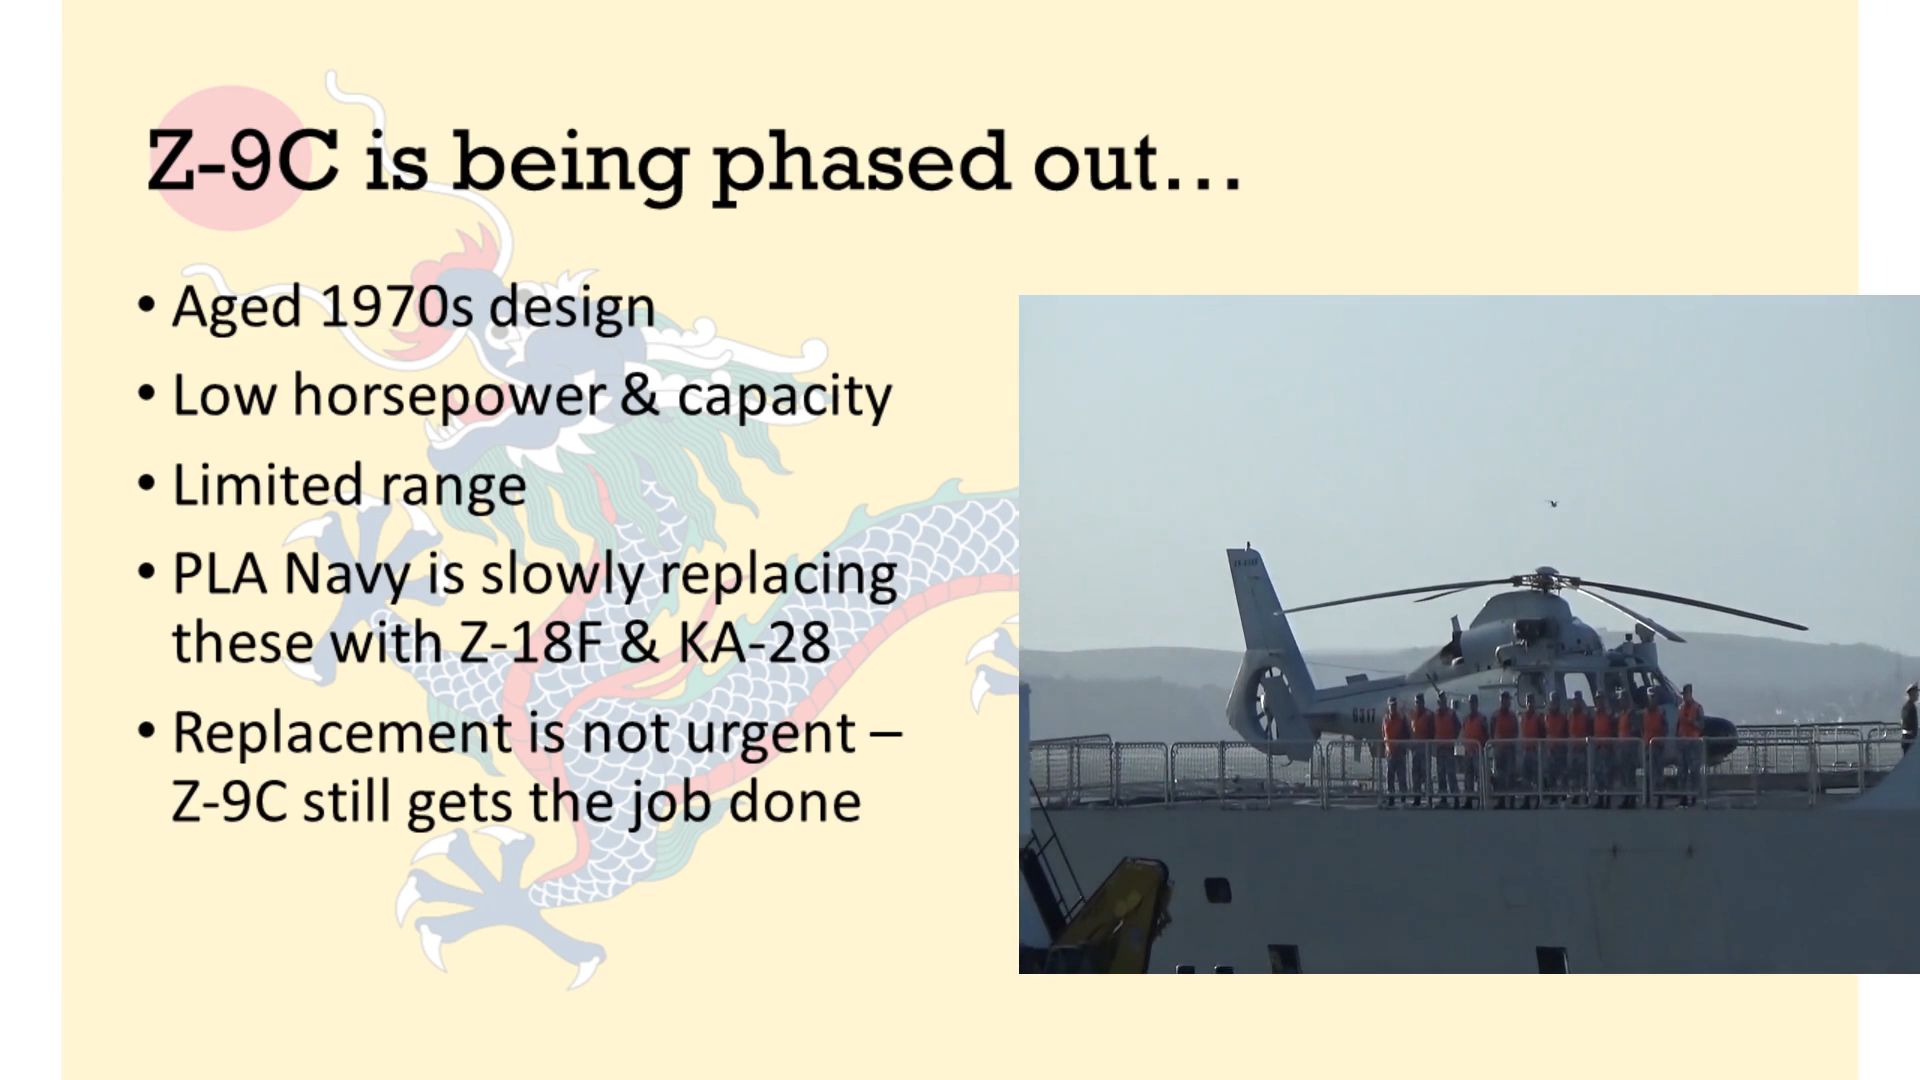 Z-9C is being phased out...
• Aged 1970s design
• Low horsepower & capacity
• Limited range
• PLA Navy is slowly replacing
these with Z-18F & KA-28
• Replacement is not urgent –
Z-9C still gets the job done